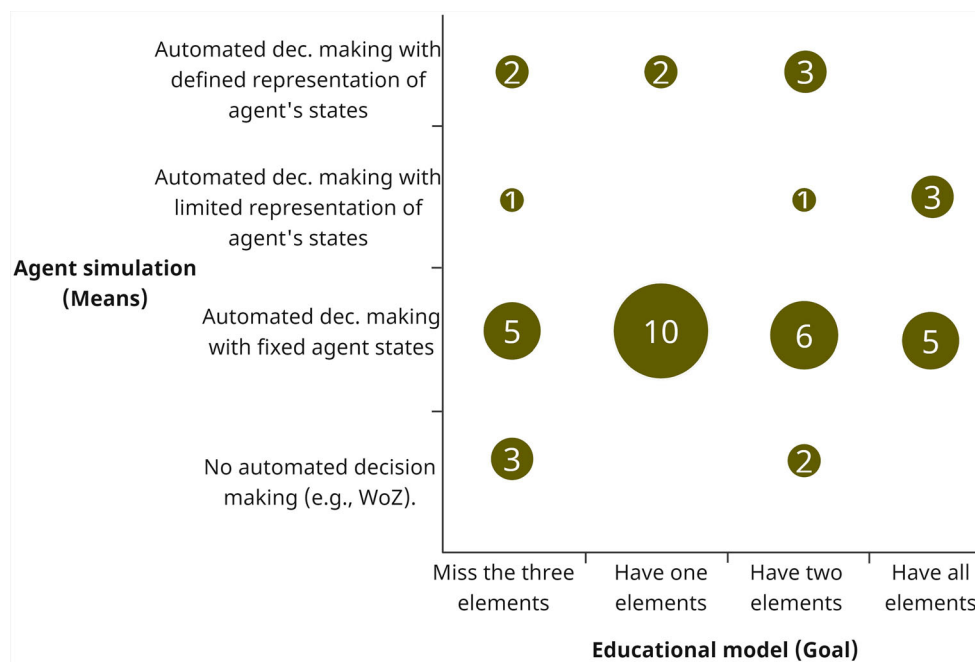 Automated dec. making with
defined representation of
agent's states
2
2
3
Automated dec. making with
limited representation of
agent's states
1
1
3
Agent simulation
(Means)
Automated dec. making
with fixed agent states
5
10
6
5
No automated decision
making (e.g., WoZ).
3
2
Miss the three
elements
Have one
elements
Have two
elements
Have all
elements
Educational model (Goal)